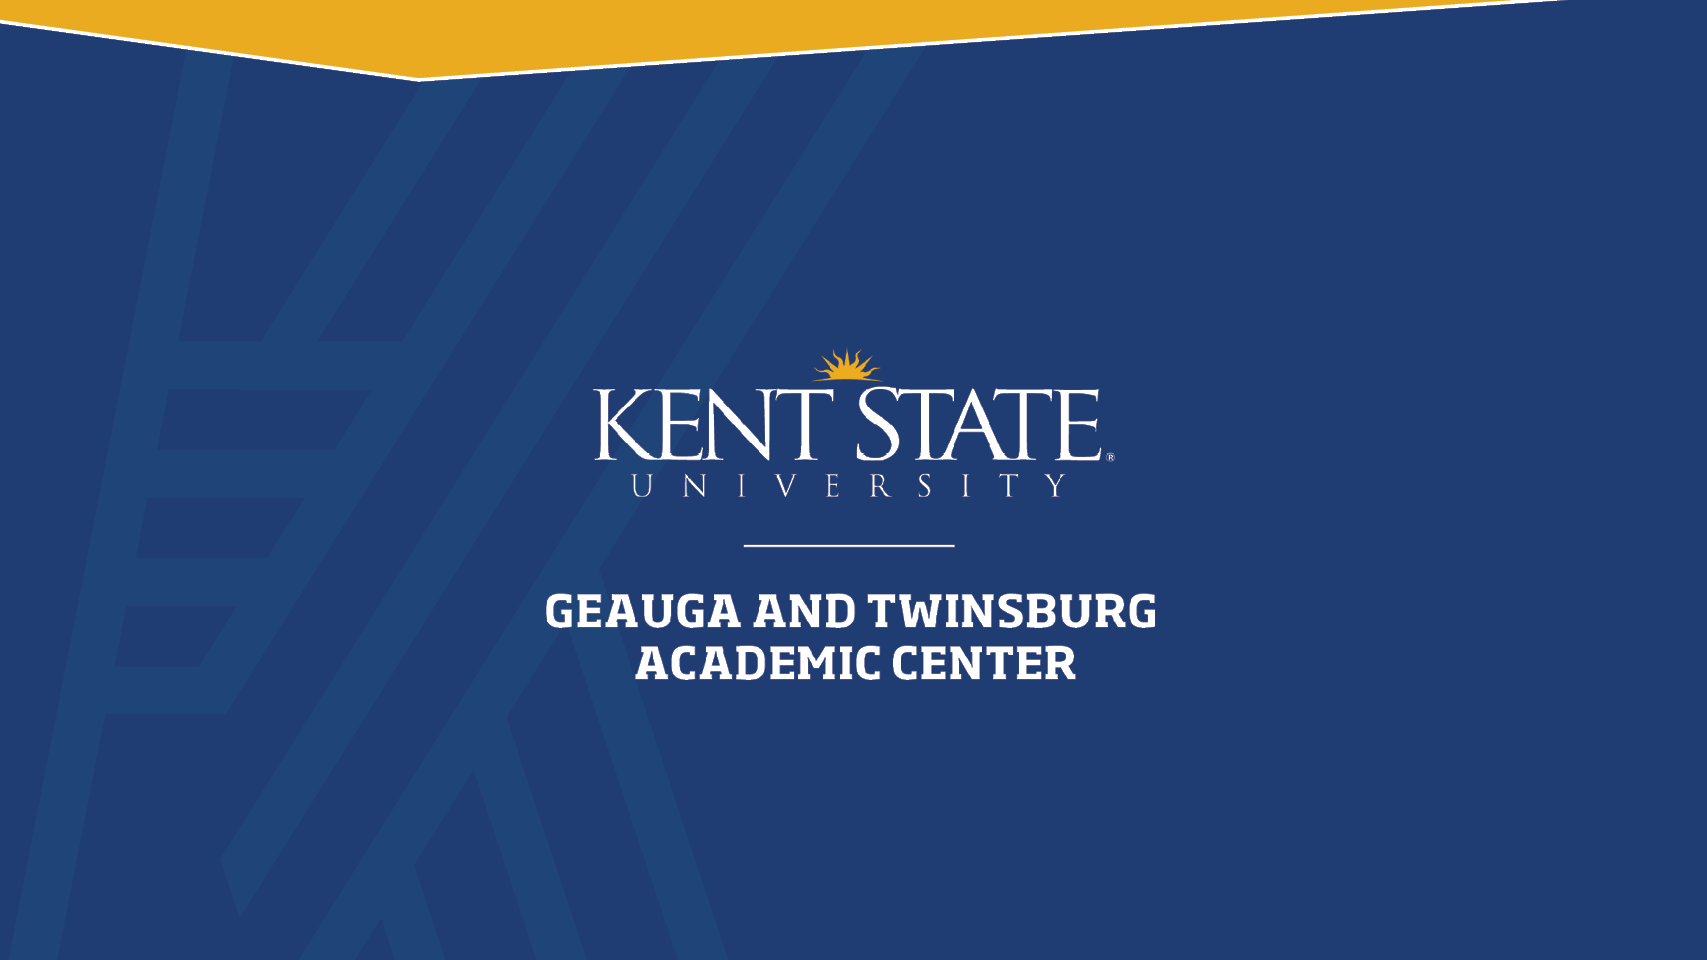 KENT STATE®
UNIVERSITY
GEAUGA AND TWINSBURG
ACADEMIC CENTER